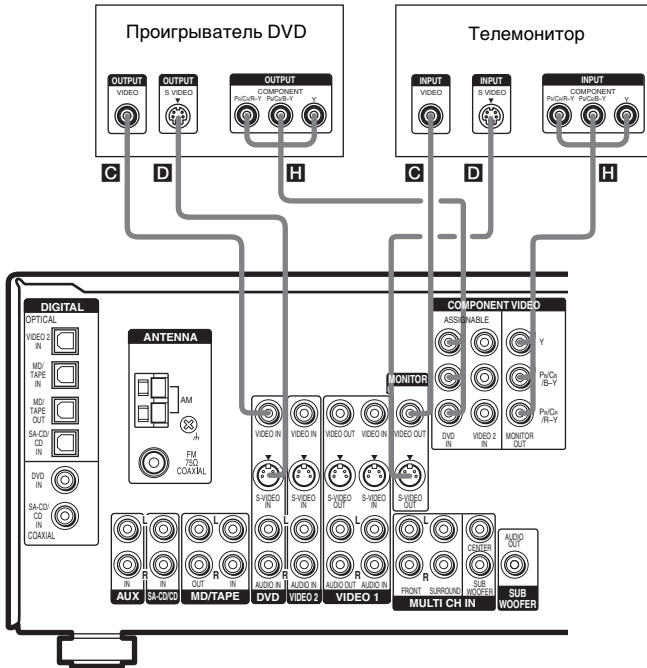 Проигрыватель DVD
Телемонитор
OUTPUT
VIDEO
OUTPUT
S VIDEO
OUTPUT
COMPONENT
PR/CR/R–Y PB/CB/B–Y Y
INPUT
VIDEO
INPUT
S VIDEO
INPUT
COMPONENT
PR/CR/R–Y PB/CB/B–Y Y
C D H C D H
DIGITAL
OPTICAL
VIDEO 2
IN
MD/
TAPE
IN
MD/
TAPE
OUT
SA-CD/
CD
IN
DVD
IN
SA-CD/
CD
IN
COAXIAL
ANTENNA
AM
FM
75Ω
COAXIAL
MONITOR
COMPONENT VIDEO
ASSIGNABLE
Y
PB/CB
/B–Y
PR/CR
/R–Y
DVD
IN
VIDEO 2
IN
MONITOR
OUT
VIDEO IN VIDEO IN VIDEO OUT VIDEO IN VIDEO OUT
S-VIDEO
IN
S-VIDEO
IN
S-VIDEO
OUT
S-VIDEO
IN
S-VIDEO
OUT
L L L L L
R R R R R
IN IN OUT IN AUDIO IN AUDIO IN AUDIO OUT AUDIO IN
AUX SA-CD/CD MD/TAPE DVD VIDEO 2 VIDEO 1
FRONT SURROUND
CENTER
SUB
WOOFER
MULTI CH IN
AUDIO
OUT
SUB
WOOFER